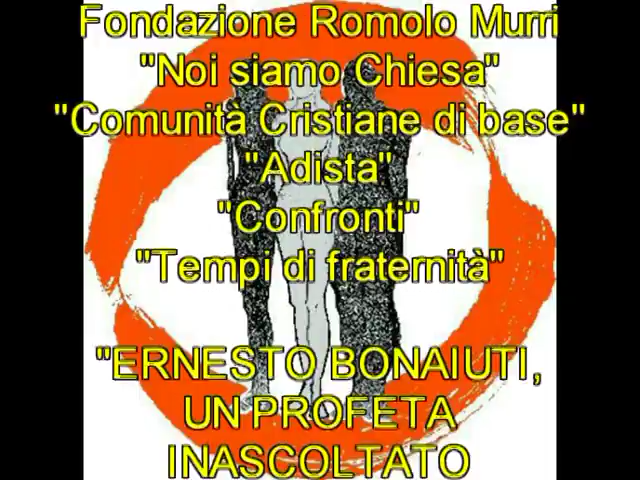 Fondazione Romolo Murri
"Noi siamo Chiesa"
"Comunità Cristiane di base"
"Adista"
"Confronti"
"Tempi di fraternità"
"ERNESTO BONAIUTI,
UN PROFETA
INASCOLTATO